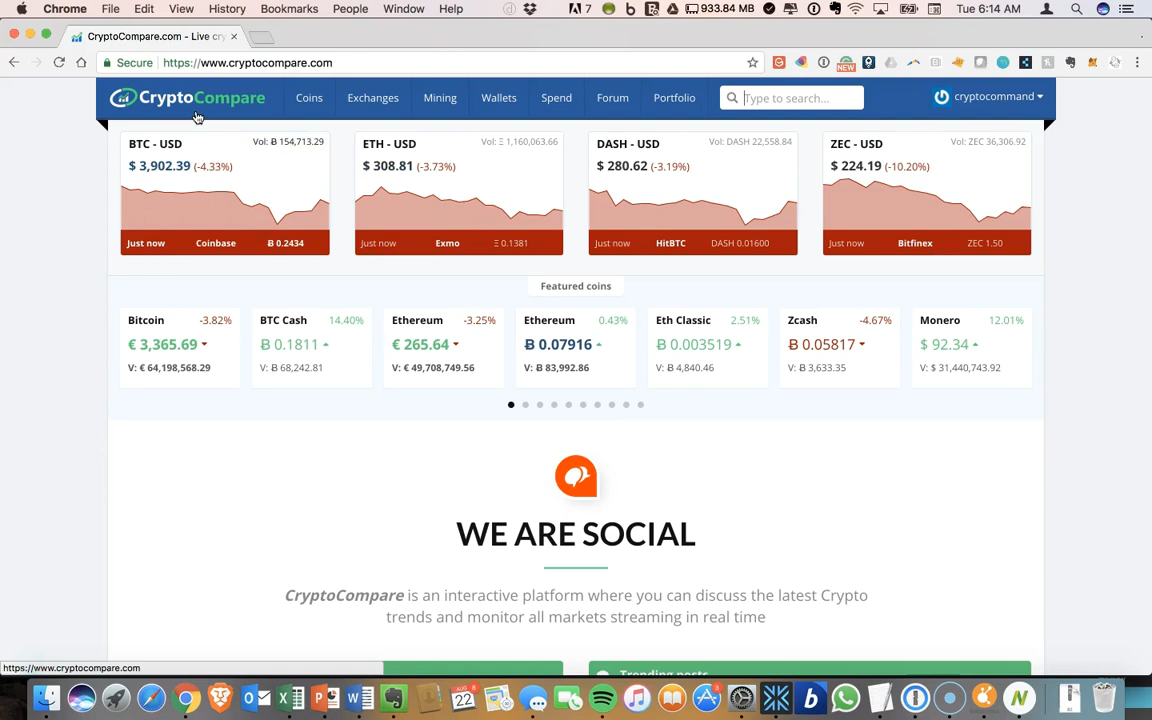 Chrome File Edit View History Bookmarks People Window Help 7 933.84 MB Tue 6:14 AM
CryptoCompare.com - Live cry ×
Secure https://www.cryptocompare.com
NEW
CryptoCompare Coins Exchanges Mining Wallets Spend Forum Portfolio Type to search... cryptocommand
BTC - USD Vol: Ƀ 154,713.29
$ 3,902.39 (-4.33%)
Just now Coinbase Ƀ 0.2434
ETH - USD Vol: Ξ 1,160,063.66
$ 308.81 (-3.73%)
Just now Exmo Ξ 0.1381
DASH - USD Vol: DASH 22,558.84
$ 280.62 (-3.19%)
Just now HitBTC DASH 0.01600
ZEC - USD Vol: ZEC 36,306.92
$ 224.19 (-10.20%)
Just now Bitfinex ZEC 1.50
Featured coins
Bitcoin -3.82%
€ 3,365.69
V: € 64,198,568.29
BTC Cash 14.40%
Ƀ 0.1811
V: Ƀ 68,242.81
Ethereum -3.25%
€ 265.64
V: € 49,708,749.56
Ethereum 0.43%
Ƀ 0.07916
V: Ƀ 83,992.86
Eth Classic 2.51%
Ƀ 0.003519
V: Ƀ 4,840.46
Zcash -4.67%
Ƀ 0.05817
V: Ƀ 3,633.35
Monero 12.01%
$ 92.34
V: $ 31,440,743.92
WE ARE SOCIAL
CryptoCompare is an interactive platform where you can discuss the latest Crypto
trends and monitor all markets streaming in real time
Trending posts
https://www.cryptocompare.com
22